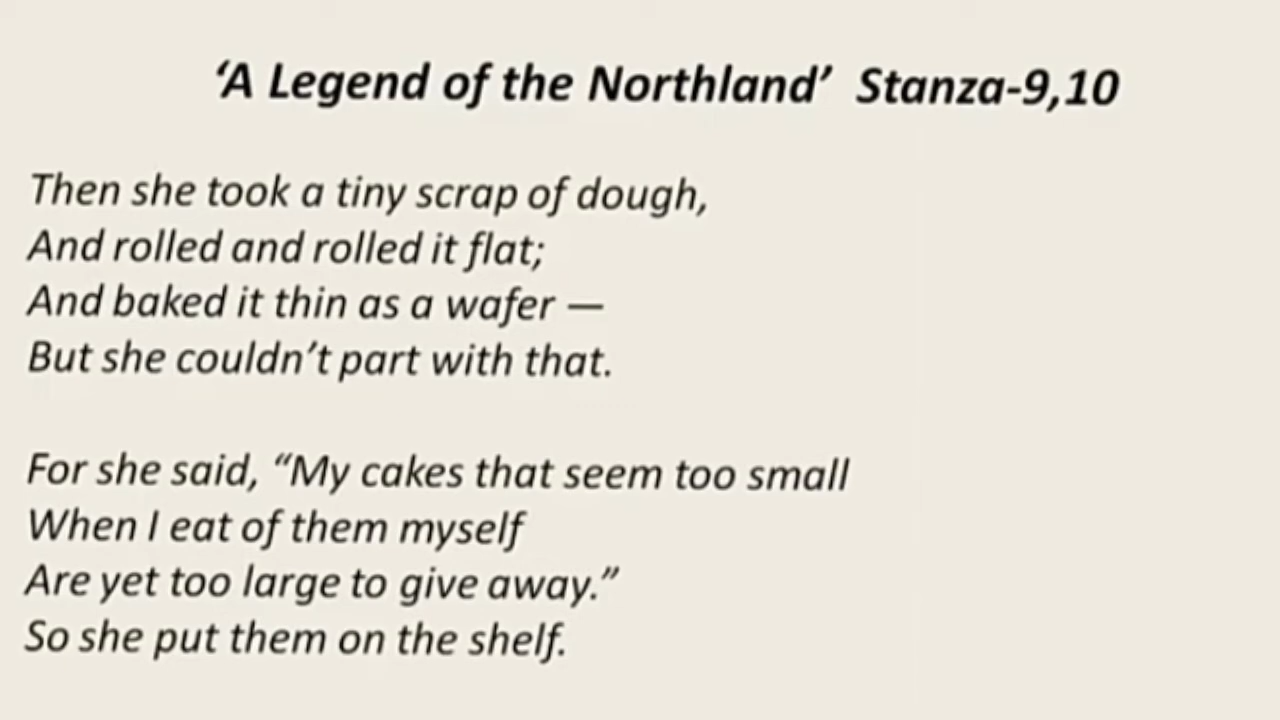 ‘A Legend of the Northland’ Stanza-9,10
Then she took a tiny scrap of dough,
And rolled and rolled it flat;
And baked it thin as a wafer —
But she couldn’t part with that.
For she said, “My cakes that seem too small
When I eat of them myself
Are yet too large to give away.”
So she put them on the shelf.